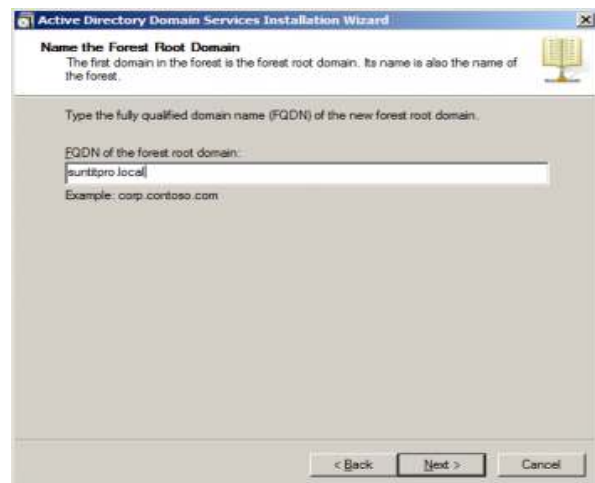 Active Directory Domain Services Installation Wizard
Name the Forest Root Domain
The first domain in the forest is the forest root domain. Its name is also the name of
the forest.
Type the fully qualified domain name (FQDN) of the new forest root domain.
FQDN of the forest root domain:
suntitpro.local
Example: corp.contoso.com
< Back
Next >
Cancel